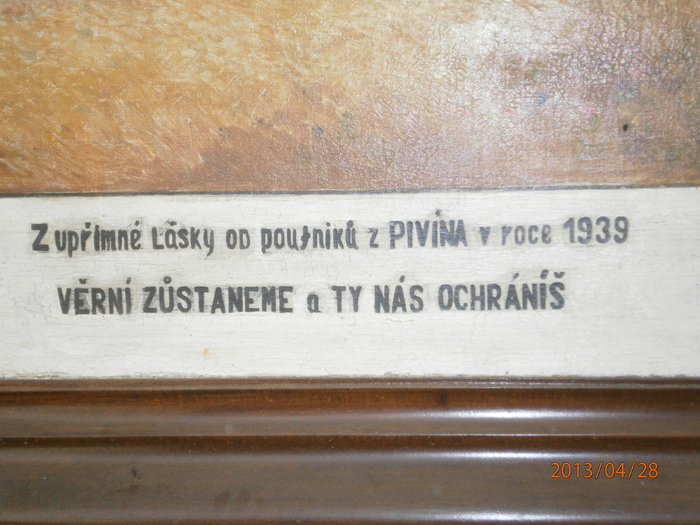 Z upřímné Lásky OD poutníků z PIVÍNA v roce 1939
VĚRNÍ ZŮSTANEME a TY NÁS OCHRÁNÍŠ
2013/04/28